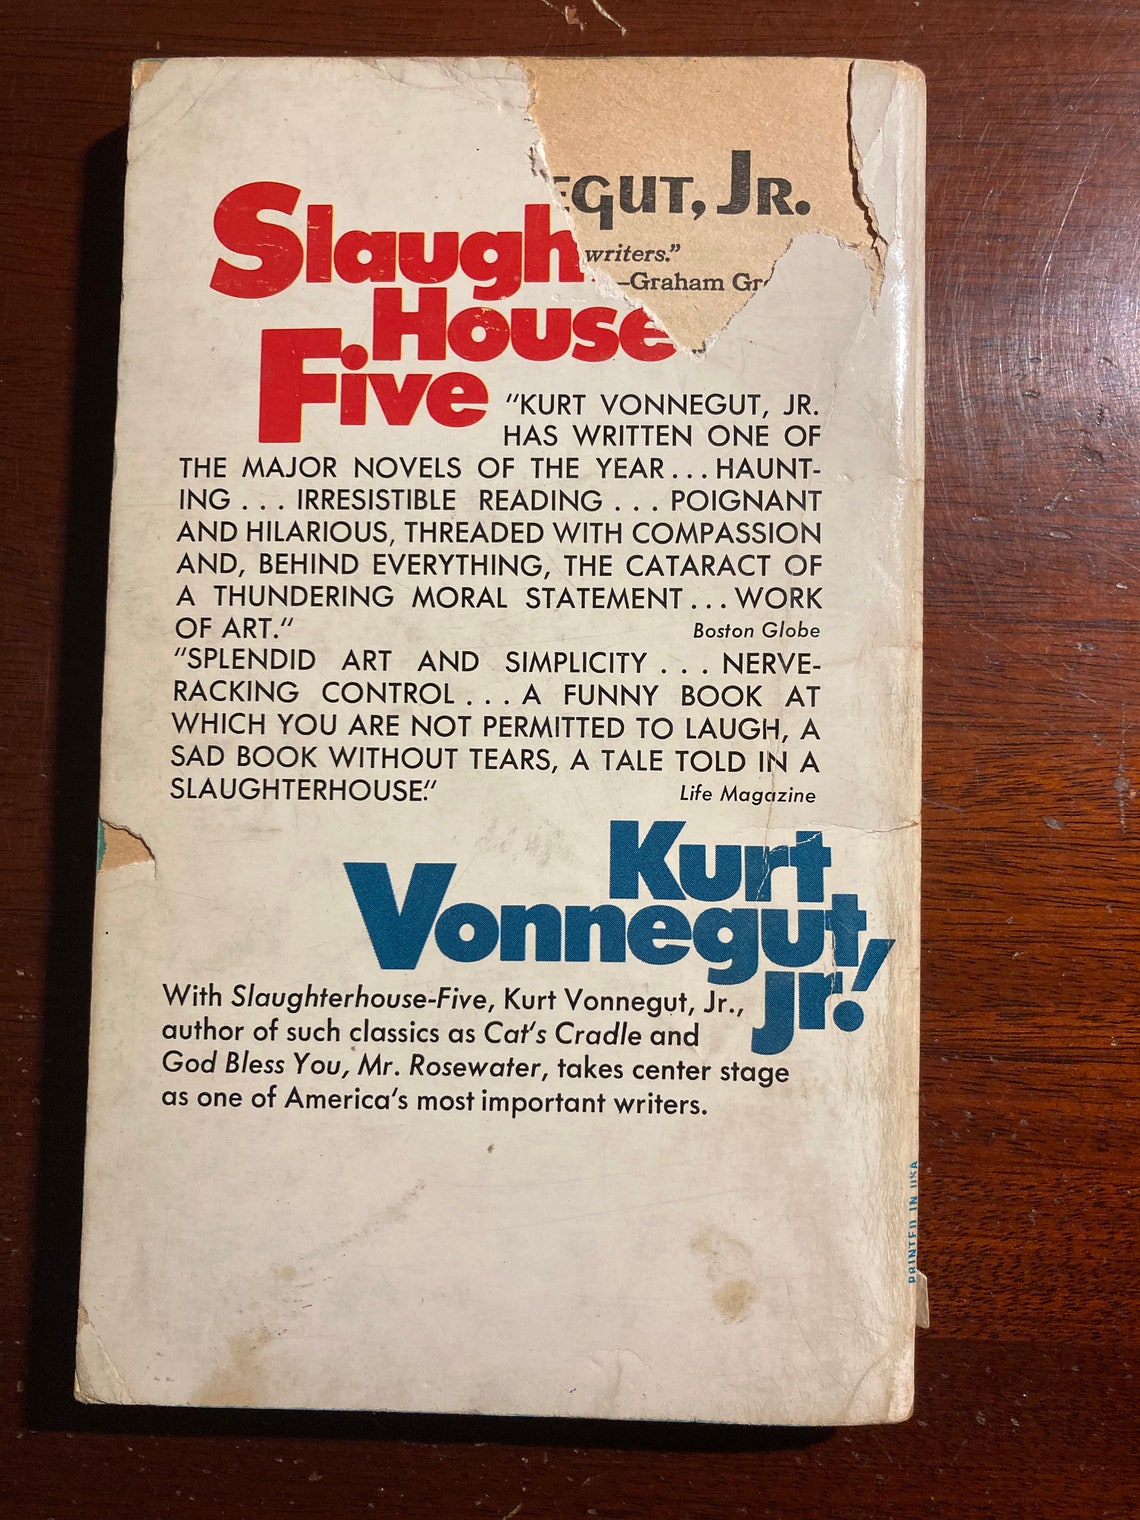 EGUT, JR.
Slaugh
writers."
—Graham Gr
House
Five
"KURT VONNEGUT, JR.
HAS WRITTEN ONE OF
THE MAJOR NOVELS OF THE YEAR...HAUNT-
ING... IRRESISTIBLE READING... POIGNANT
AND HILARIOUS, THREADED WITH COMPASSION
AND, BEHIND EVERYTHING, THE CATARACT OF
A THUNDERING MORAL STATEMENT...WORK
OF ART." Boston Globe
"SPLENDID ART AND SIMPLICITY... NERVE-
RACKING CONTROL...A FUNNY BOOK AT
WHICH YOU ARE NOT PERMITTED TO LAUGH, A
SAD BOOK WITHOUT TEARS, A TALE TOLD IN A
SLAUGHTERHOUSE." Life Magazine
Kurt
Vonnegut,
jr.!
With Slaughterhouse-Five, Kurt Vonnegut, Jr.,
author of such classics as Cat's Cradle and
God Bless You, Mr. Rosewater, takes center stage
as one of America's most important writers.
PRINTED IN USA